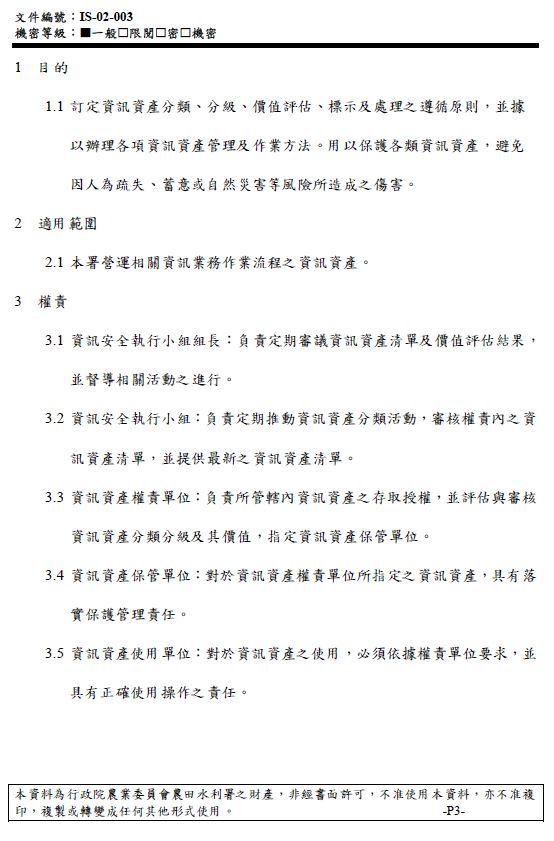 文件編號：IS-02-003
機密等級：■一般□限閱□密□機密
1 目的
1.1 訂定資訊資產分類、分級、價值評估、標示及處理之遵循原則，並據
以辦理各項資訊資產管理及作業方法。用以保護各類資訊資產，避免
因人為疏失、蓄意或自然災害等風險所造成之傷害。
2 適用範圍
2.1 本署營運相關資訊業務作業流程之資訊資產。
3 權責
3.1 資訊安全執行小組組長：負責定期審議資訊資產清單及價值評估結果，
並督導相關活動之進行。
3.2 資訊安全執行小組：負責定期推動資訊資產分類活動，審核權責內之資
訊資產清單，並提供最新之資訊資產清單。
3.3 資訊資產權責單位：負責所管轄內資訊資產之存取授權，並評估與審核
資訊資產分類分級及其價值，指定資訊資產保管單位。
3.4 資訊資產保管單位：對於資訊資產權責單位所指定之資訊資產，具有落
實保護管理責任。
3.5 資訊資產使用單位：對於資訊資產之使用，必須依據權責單位要求，並
具有正確使用操作之責任。
本資料為行政院農業委員會農田水利署之財產，非經書面許可，不准使用本資料，亦不准複
印，複製或轉變成任何其他形式使用。 -P3-